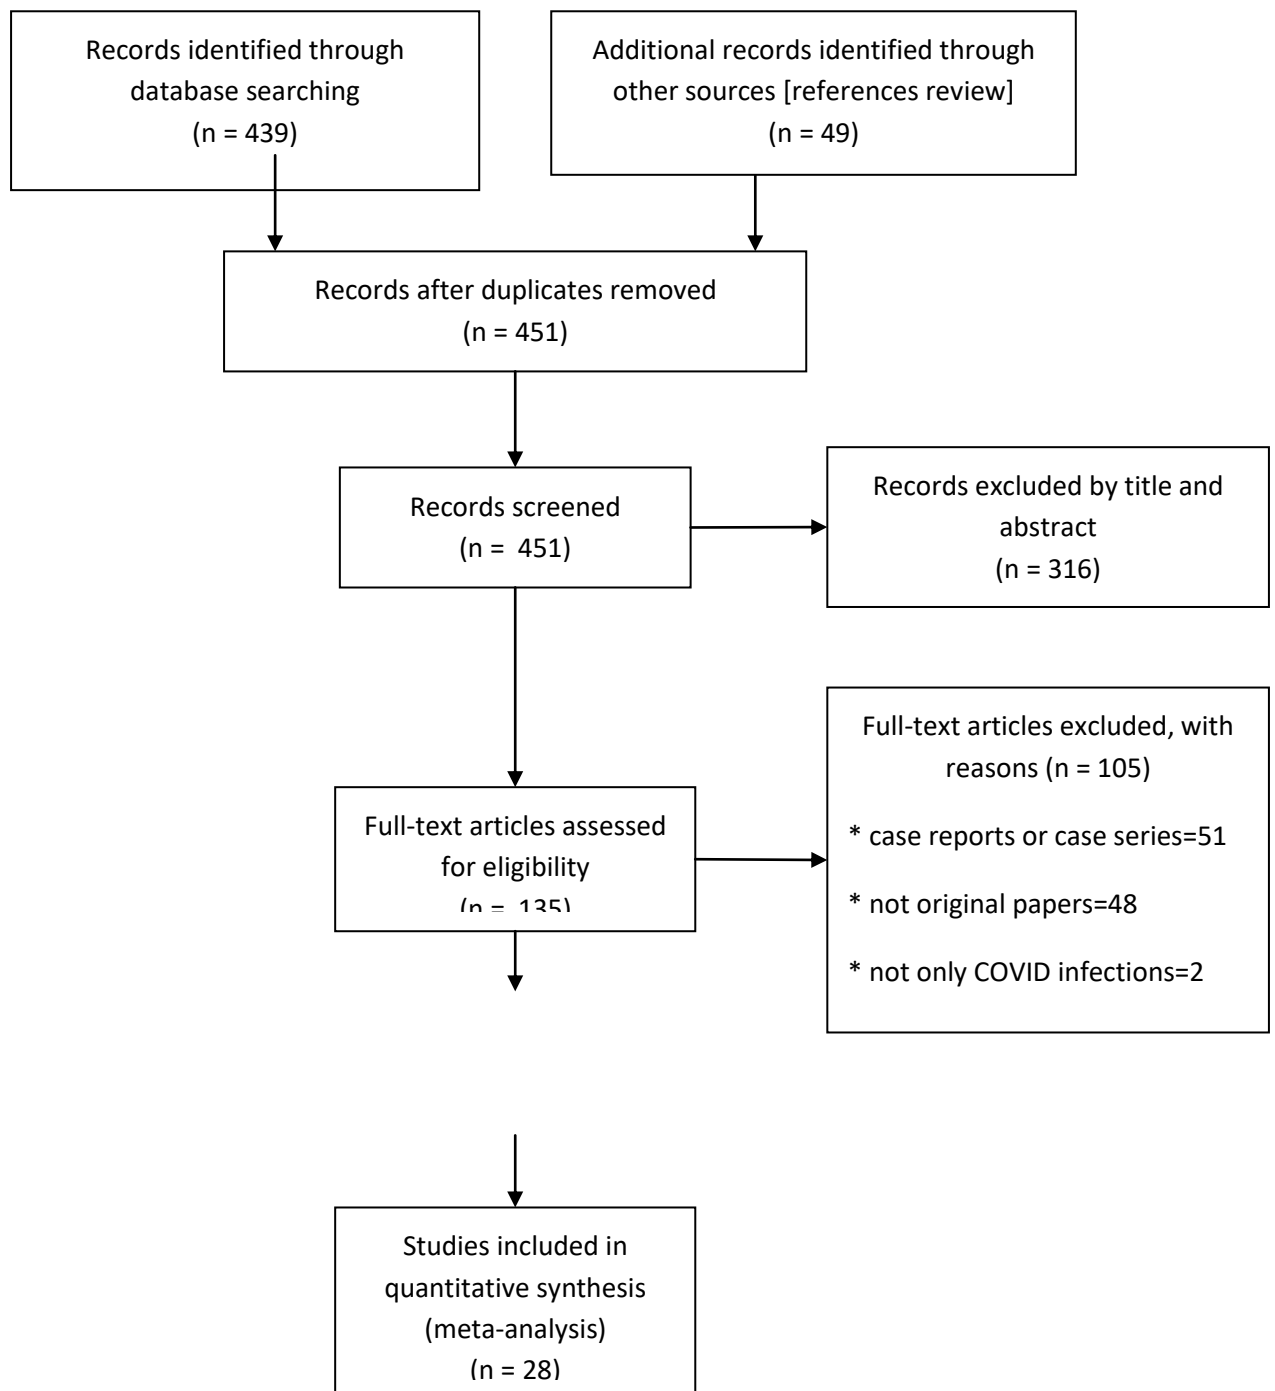 Records identified through
database searching
(n = 439)
Additional records identified through
other sources [references review]
(n = 49)
Records after duplicates removed
(n = 451)
Records screened
(n = 451)
Records excluded by title and
abstract
(n = 316)
Full-text articles assessed
for eligibility
(n = 135)
Full-text articles excluded, with
reasons (n = 105)
* case reports or case series=51
* not original papers=48
* not only COVID infections=2
Studies included in
quantitative synthesis
(meta-analysis)
(n = 28)